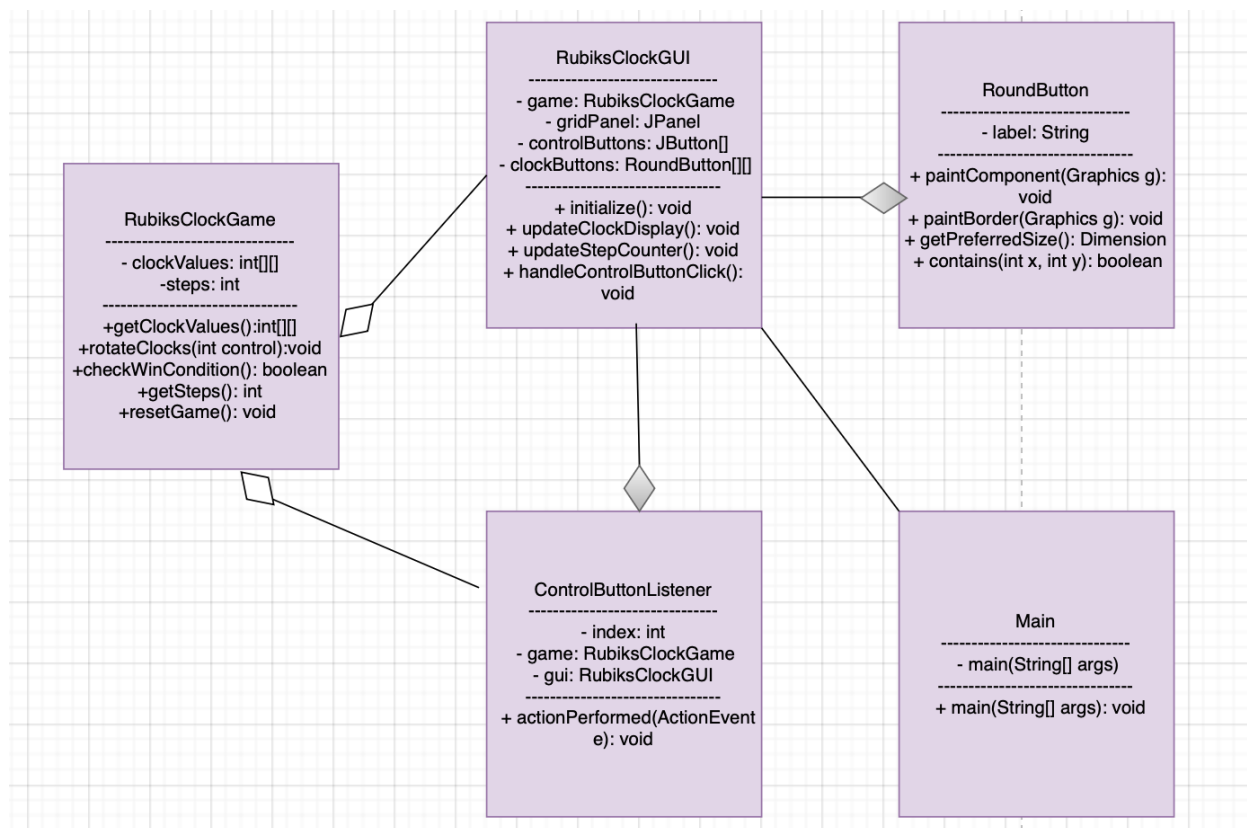 RubiksClockGUI
------------------------------
- game: RubiksClockGame
- gridPanel: JPanel
- controlButtons: JButton[]
- clockButtons: RoundButton[][]
-------------------------------
+ initialize(): void
+ updateClockDisplay(): void
+ updateStepCounter(): void
+ handleControlButtonClick():
void
RoundButton
------------------------------
- label: String
-------------------------------
+ paintComponent(Graphics g):
void
+ paintBorder(Graphics g): void
+ getPreferredSize(): Dimension
+ contains(int x, int y): boolean
RubiksClockGame
------------------------------
- clockValues: int[][]
-steps: int
-------------------------------
+getClockValues():int[][]
+rotateClocks(int control):void
+checkWinCondition(): boolean
+getSteps(): int
+resetGame(): void
ControlButtonListener
------------------------------
- index: int
- game: RubiksClockGame
- gui: RubiksClockGUI
-------------------------------
+ actionPerformed(ActionEvent
e): void
Main
------------------------------
- main(String[] args)
-------------------------------
+ main(String[] args): void